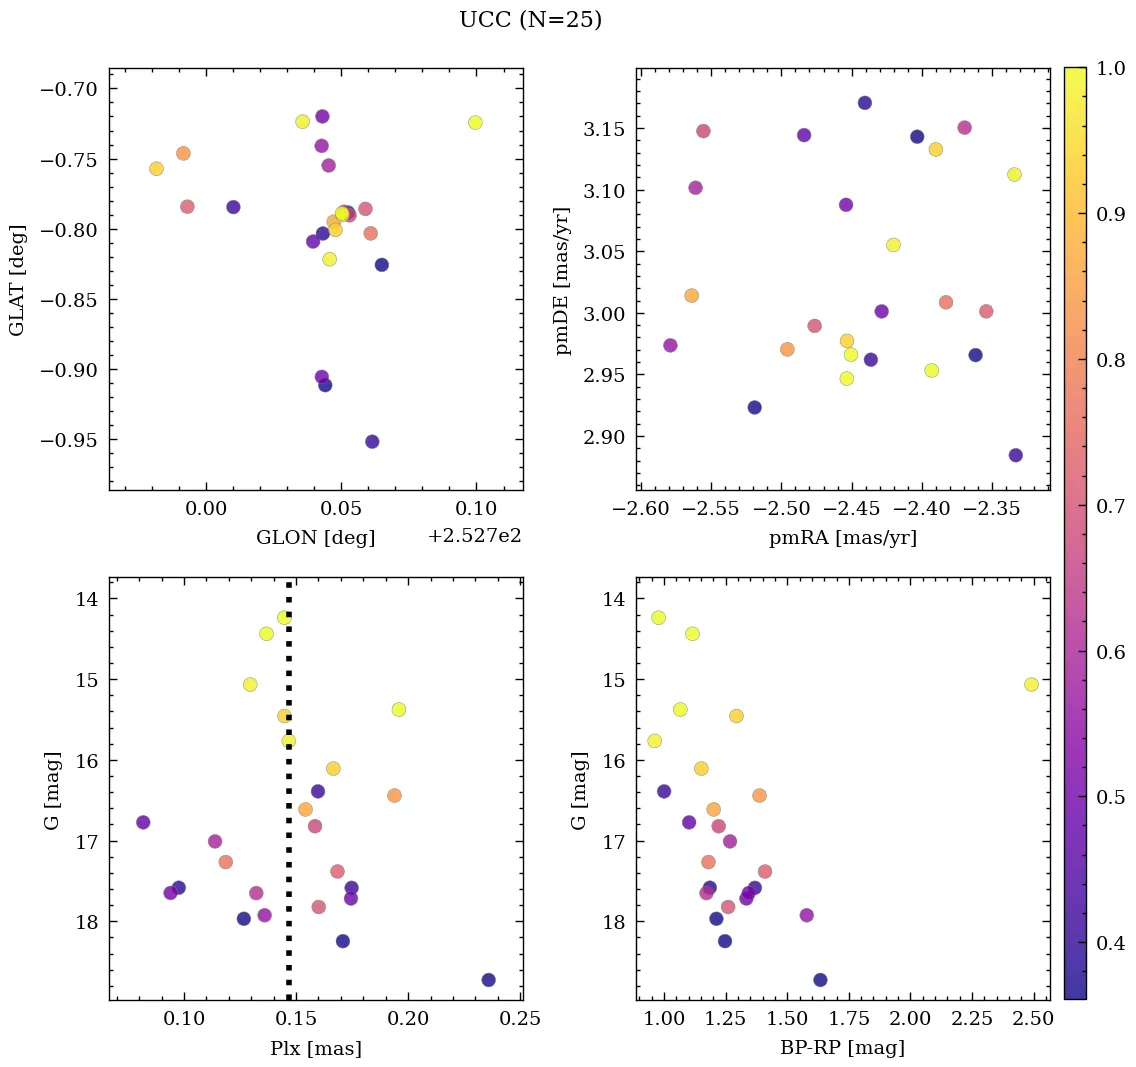 UCC (N=25)
−0.70
−0.75
−0.80
−0.85
−0.90
−0.95
GLAT [deg]
0.00 0.05 0.10
GLON [deg]
+2.527e2
3.15
3.10
3.05
3.00
2.95
2.90
pmDE [mas/yr]
−2.60 −2.55 −2.50 −2.45 −2.40 −2.35
pmRA [mas/yr]
14
15
16
17
18
G [mag]
0.10 0.15 0.20 0.25
Plx [mas]
14
15
16
17
18
G [mag]
1.00 1.25 1.50 1.75 2.00 2.25 2.50
BP-RP [mag]
1.0
0.9
0.8
0.7
0.6
0.5
0.4